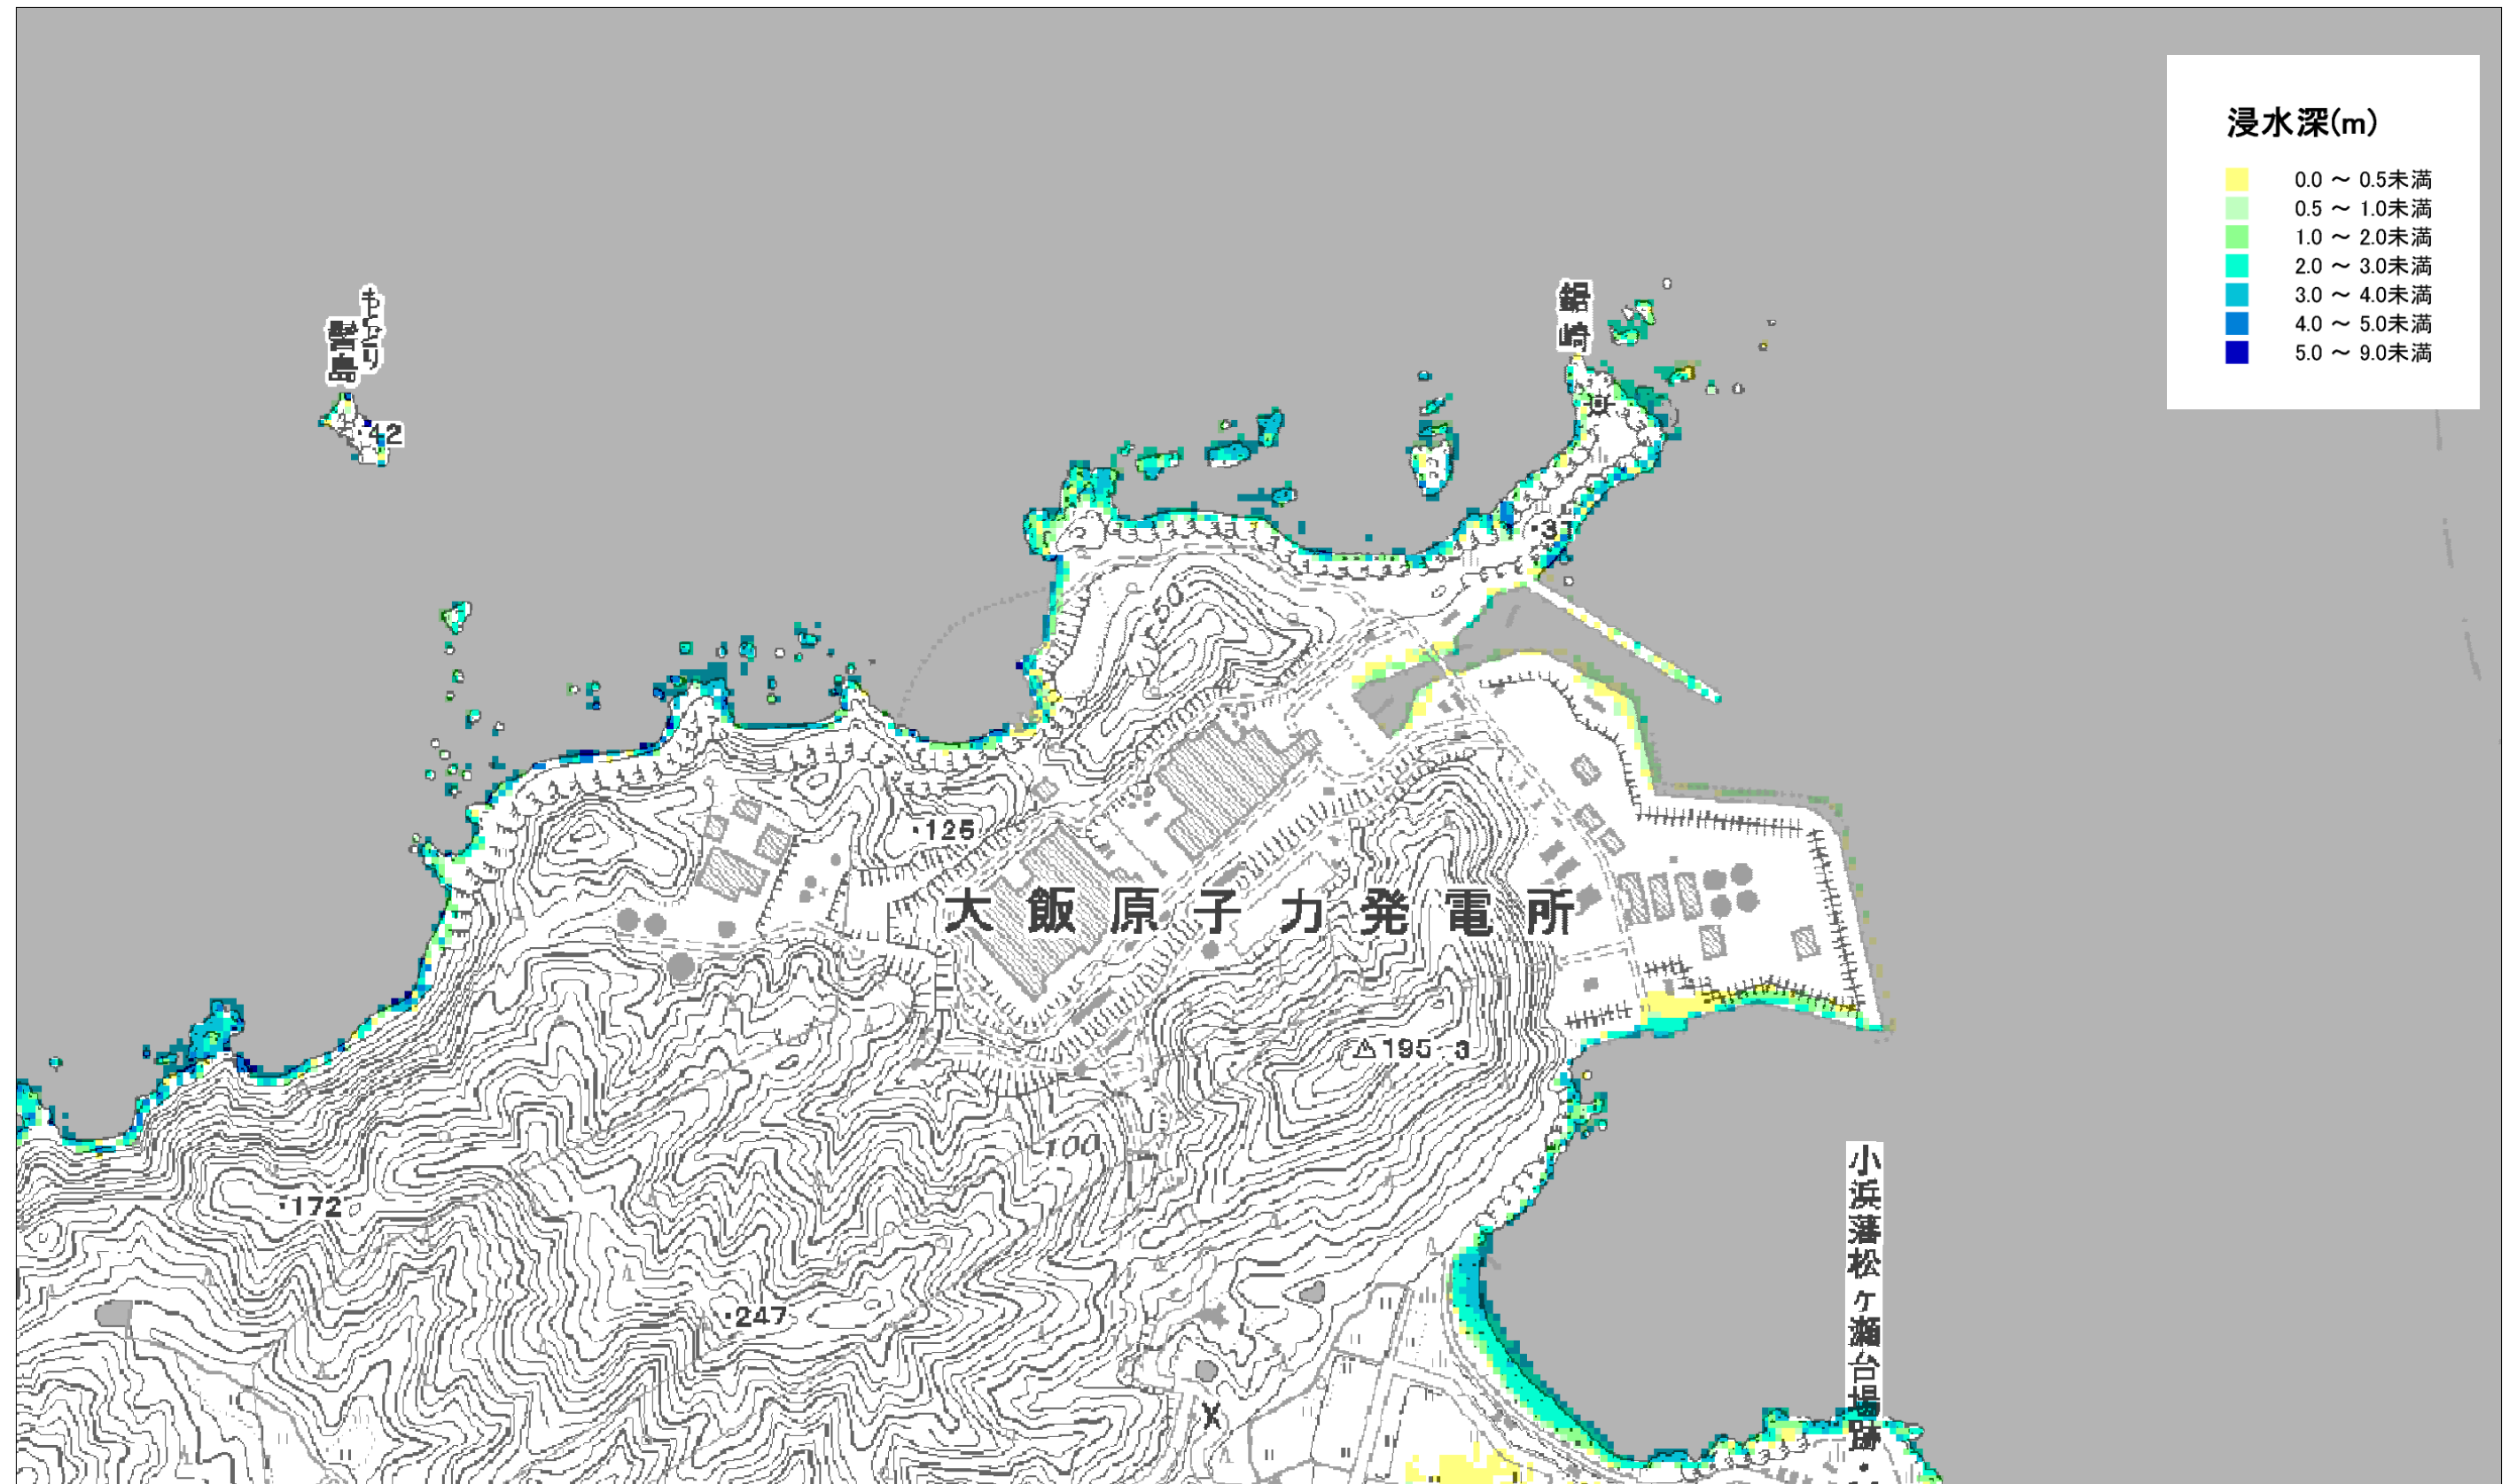 浸水深(m)
0.0 ～ 0.5未満
0.5 ～ 1.0未満
1.0 ～ 2.0未満
2.0 ～ 3.0未満
3.0 ～ 4.0未満
4.0 ～ 5.0未満
5.0 ～ 9.0未満
もとどり
髻島
・42
鋸崎
・37
50
・125
大飯原子力発電所
195・3
100
・172
・247
小浜藩松ヶ瀬台場跡